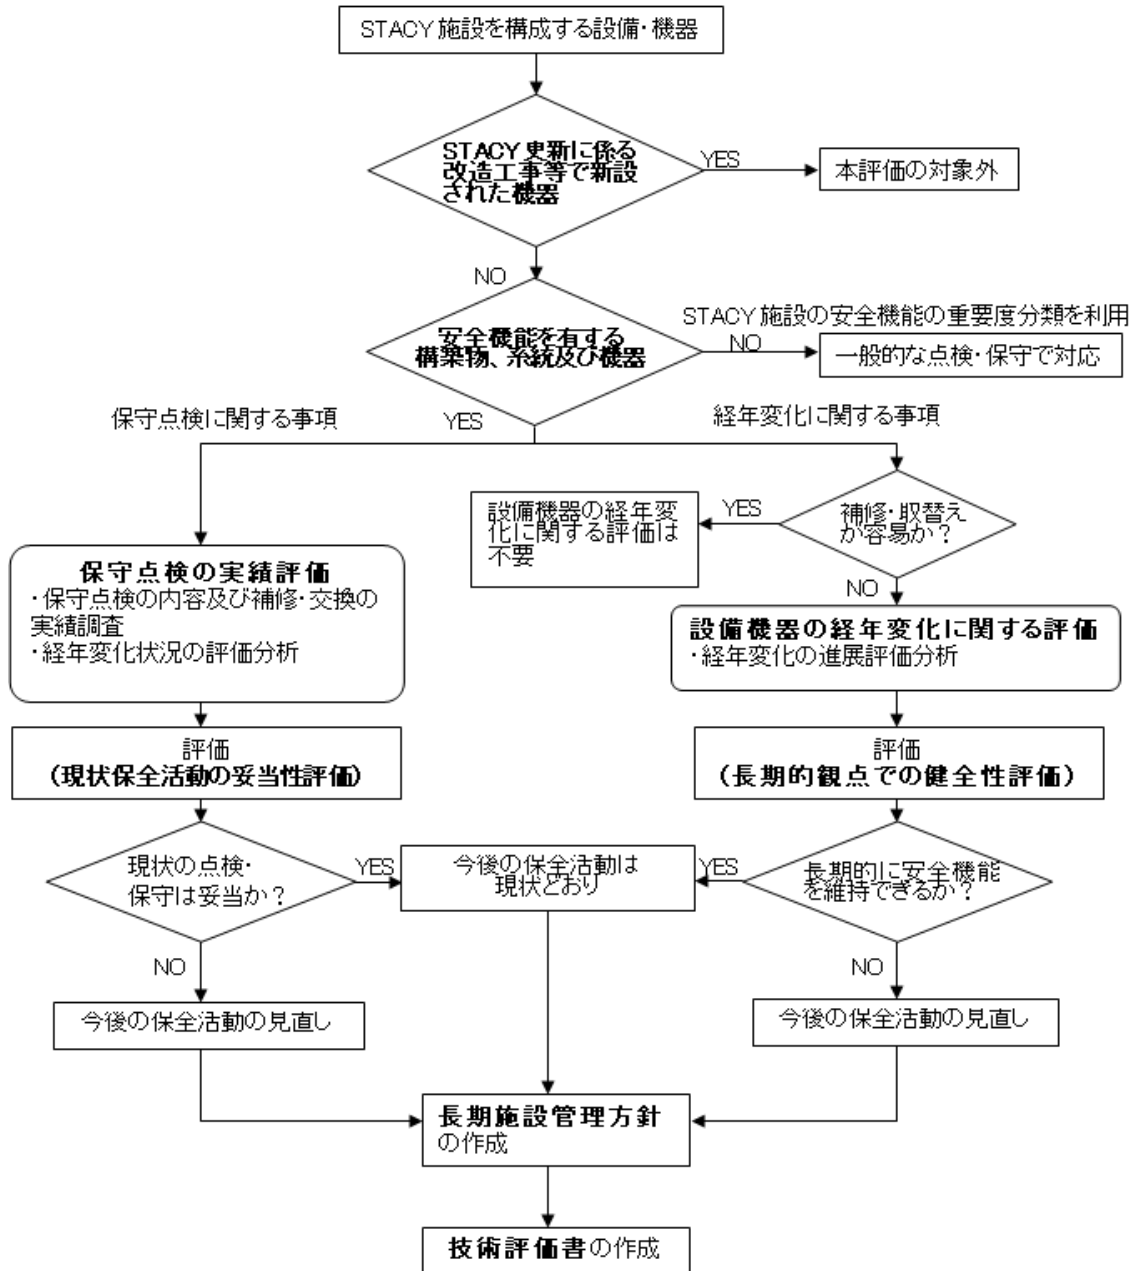 STACY 施設を構成する設備・機器
STACY 更新に係る
改造工事等で新設
された機器
YES
本評価の対象外
NO
STACY 施設の安全機能の重要度分類を利用
安全機能を有する
構築物、系統及び機器
NO
一般的な点検・保守で対応
保守点検に関する事項
YES
経年変化に関する事項
設備機器の経年変
化に関する評価は
不要
YES
補修・取替え
が容易か？
NO
保守点検の実績評価
・保守点検の内容及び補修・交換の
実績調査
・経年変化状況の評価分析
設備機器の経年変化に関する評価
・経年変化の進展評価分析
評価
（現状保全活動の妥当性評価）
評価
（長期的観点での健全性評価）
現状の点検・
保守は妥当か？
YES
今後の保全活動は
現状どおり
YES
長期的に安全機能
を維持できるか？
NO
NO
今後の保全活動の見直し
今後の保全活動の見直し
長期施設管理方針
の作成
技術評価書の作成